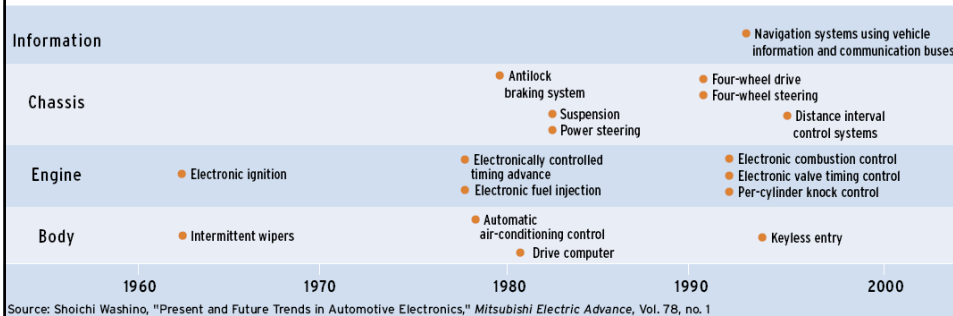 Information
Navigation systems using vehicle
information and communication buses
Chassis
Antilock
braking system
Suspension
Power steering
Four-wheel drive
Four-wheel steering
Distance interval
control systems
Engine
Electronic ignition
Electronically controlled
timing advance
Electronic fuel injection
Electronic combustion control
Electronic valve timing control
Per-cylinder knock control
Body
Intermittent wipers
Automatic
air-conditioning control
Drive computer
Keyless entry
1960 1970 1980 1990 2000
Source: Shoichi Washino, "Present and Future Trends in Automotive Electronics," Mitsubishi Electric Advance, Vol. 78, no. 1